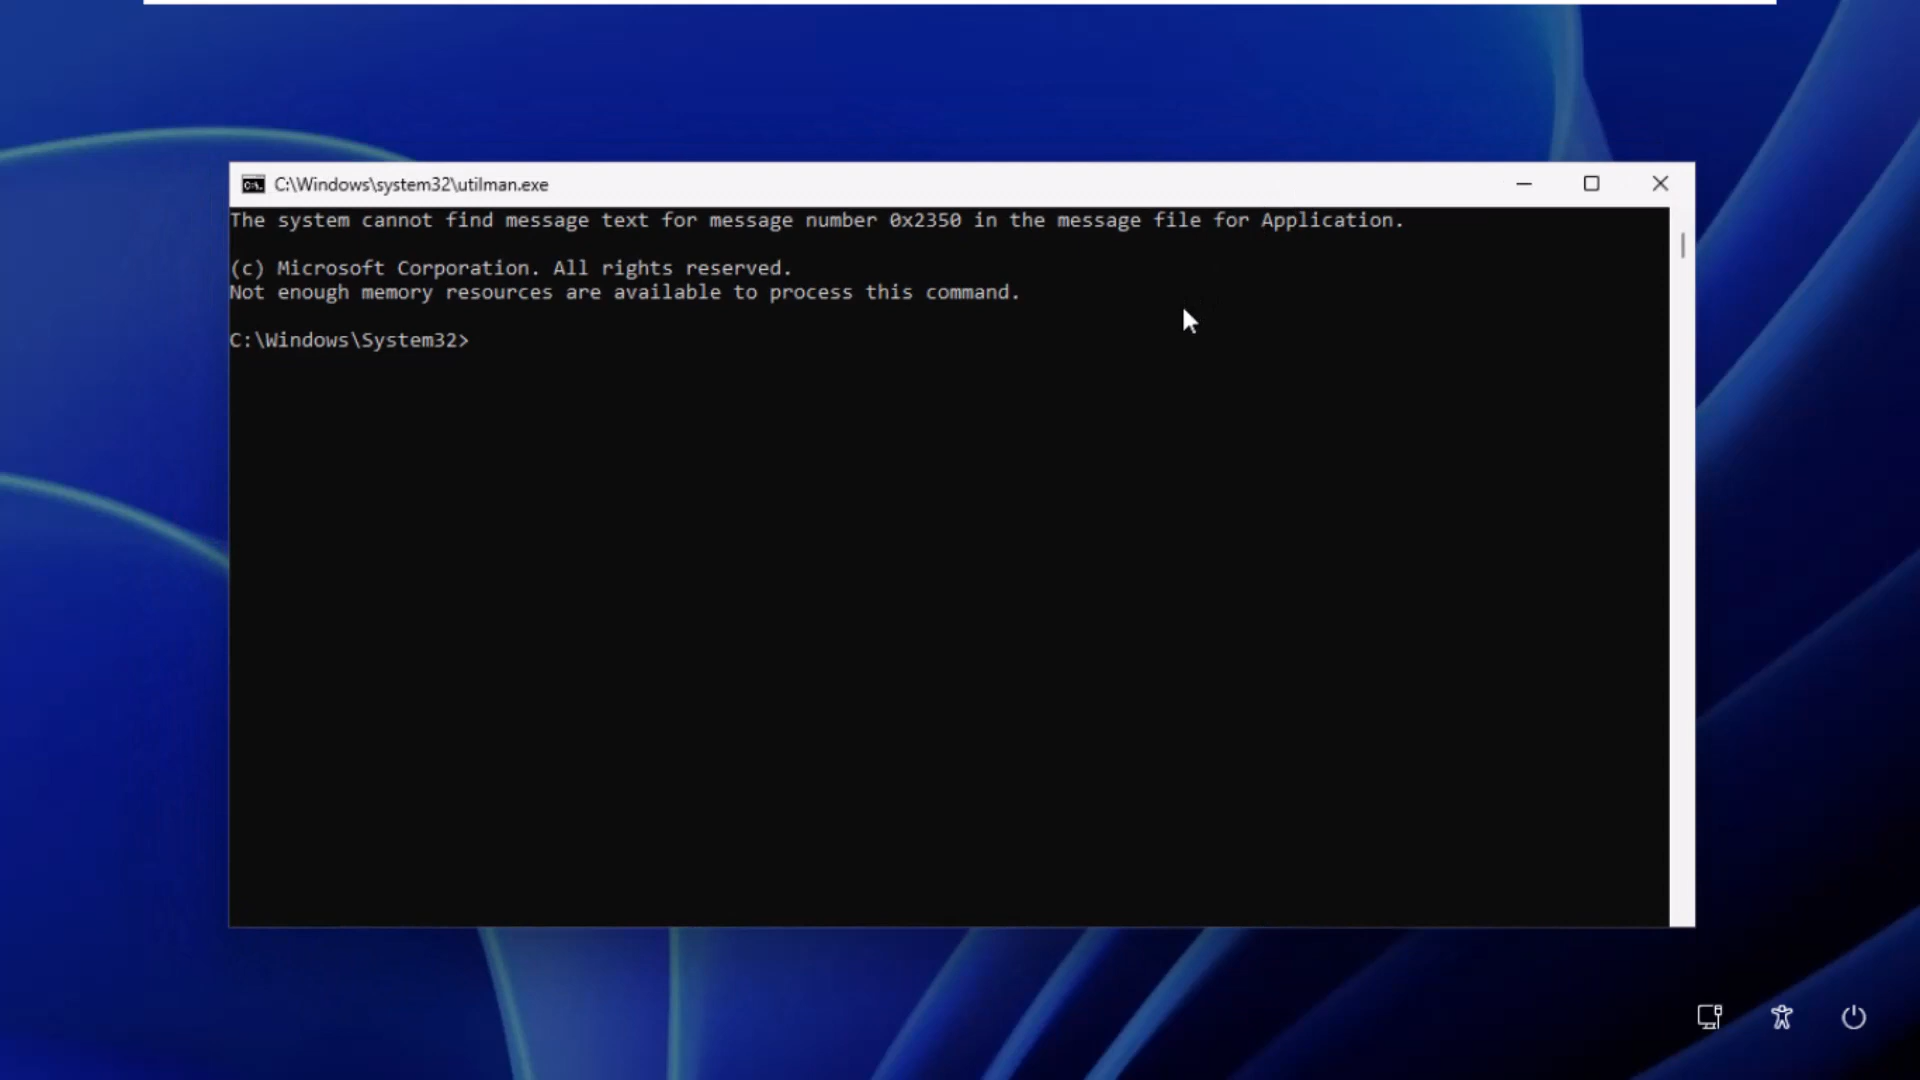 C:\Windows\system32\utilman.exe
The system cannot find message text for message number 0x2350 in the message file for Application.
(c) Microsoft Corporation. All rights reserved.
Not enough memory resources are available to process this command.
C:\Windows\System32>